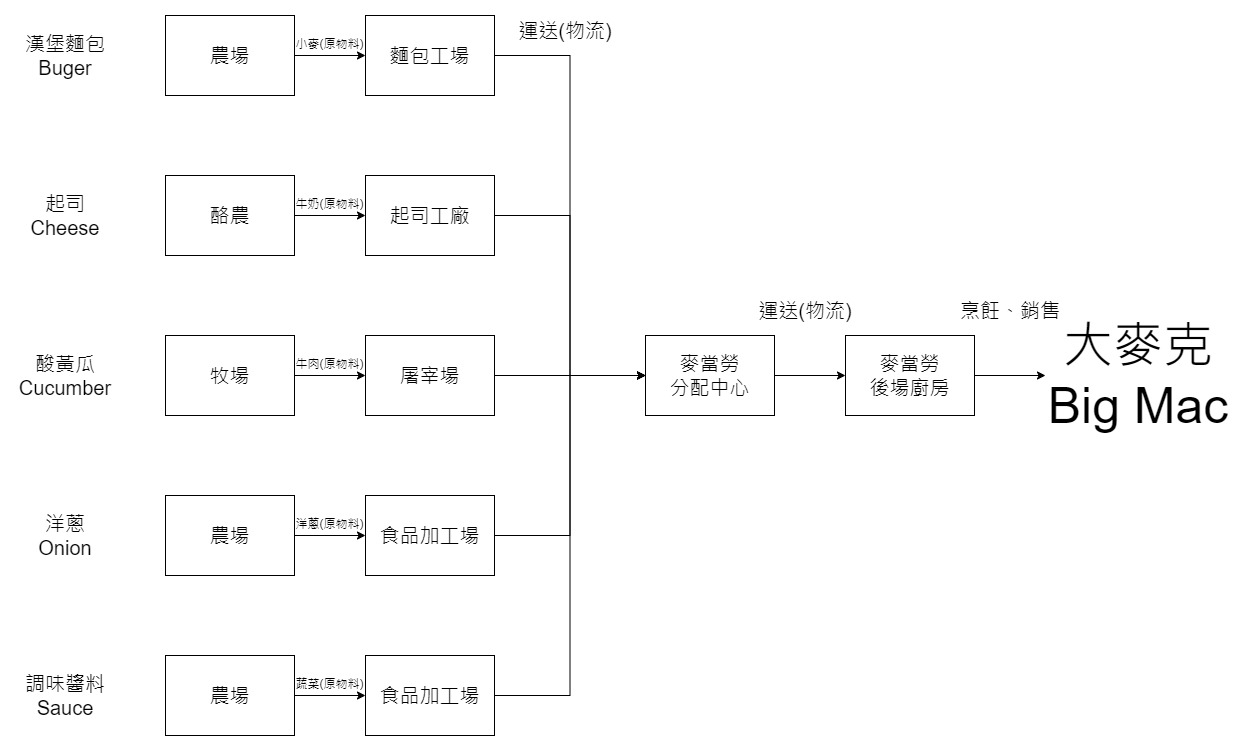 漢堡麵包
Buger
農場
小麥(原物料)
麵包工場
運送(物流)
起司
Cheese
酪農
牛奶(原物料)
起司工廠
酸黃瓜
Cucumber
牧場
牛肉(原物料)
屠宰場
麥當勞
分配中心
運送(物流)
麥當勞
後場廚房
烹飪、銷售
大麥克
Big Mac
洋蔥
Onion
農場
洋蔥(原物料)
食品加工場
調味醬料
Sauce
農場
蔬菜(原物料)
食品加工場